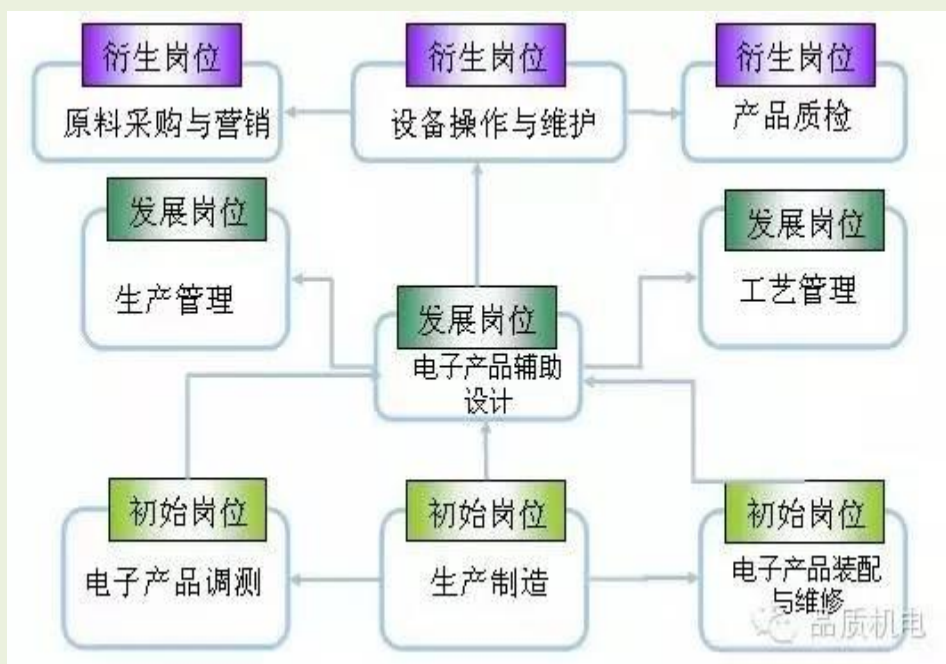 衍生岗位
原料采购与营销
衍生岗位
设备操作与维护
衍生岗位
产品质检
发展岗位
生产管理
发展岗位
工艺管理
发展岗位
电子产品辅助
设计
初始岗位
电子产品调测
初始岗位
生产制造
初始岗位
电子产品装配
与维修
品质机电